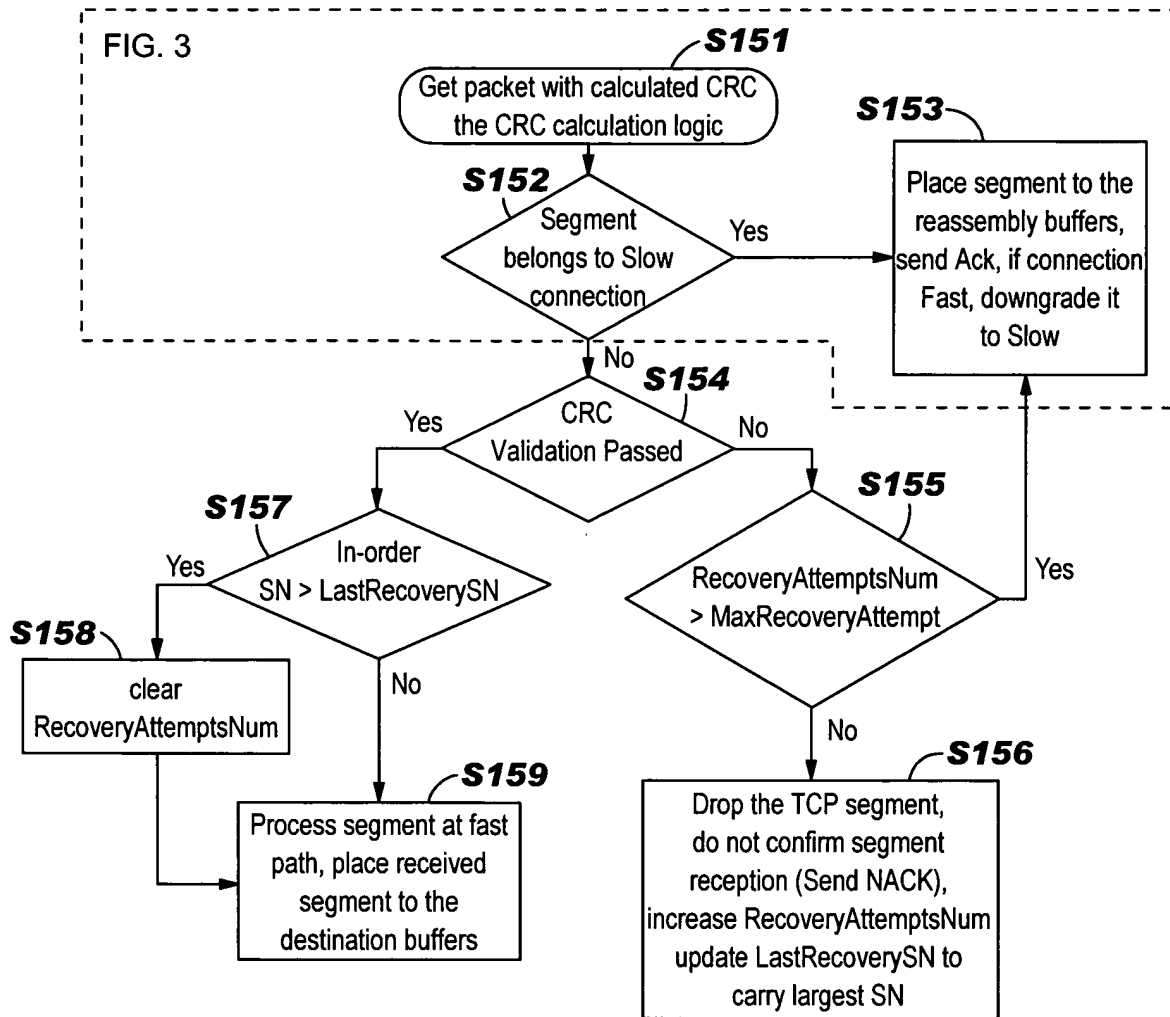 FIG. 3
S151
Get packet with calculated CRC
the CRC calculation logic
S152
Segment
belongs to Slow
connection
Yes
S153
Place segment to the
reassembly buffers,
send Ack, if connection
Fast, downgrade it
to Slow
No
S154
CRC
Validation Passed
Yes
No
S157
In-order
SN > LastRecoverySN
Yes
No
S155
RecoveryAttemptsNum
> MaxRecoveryAttempt
Yes
No
S158
clear
RecoveryAttemptsNum
S159
Process segment at fast
path, place received
segment to the
destination buffers
S156
Drop the TCP segment,
do not confirm segment
reception (Send NACK),
increase RecoveryAttemptsNum
update LastRecoverySN to
carry largest SN